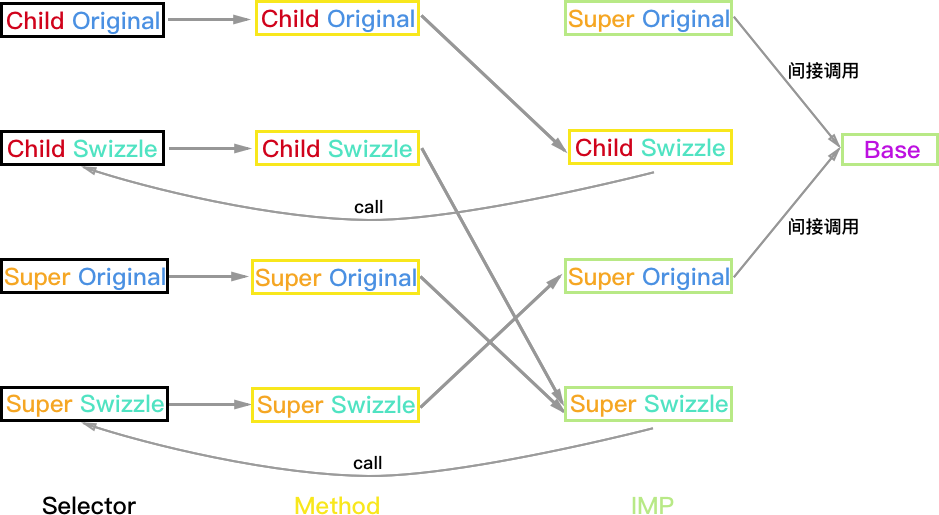 Child Original
Child Original
Super Original
间接调用
Child Swizzle
Child Swizzle
Child Swizzle
Base
call
间接调用
Super Original
Super Original
Super Original
Super Swizzle
Super Swizzle
Super Swizzle
call
Selector
Method
IMP